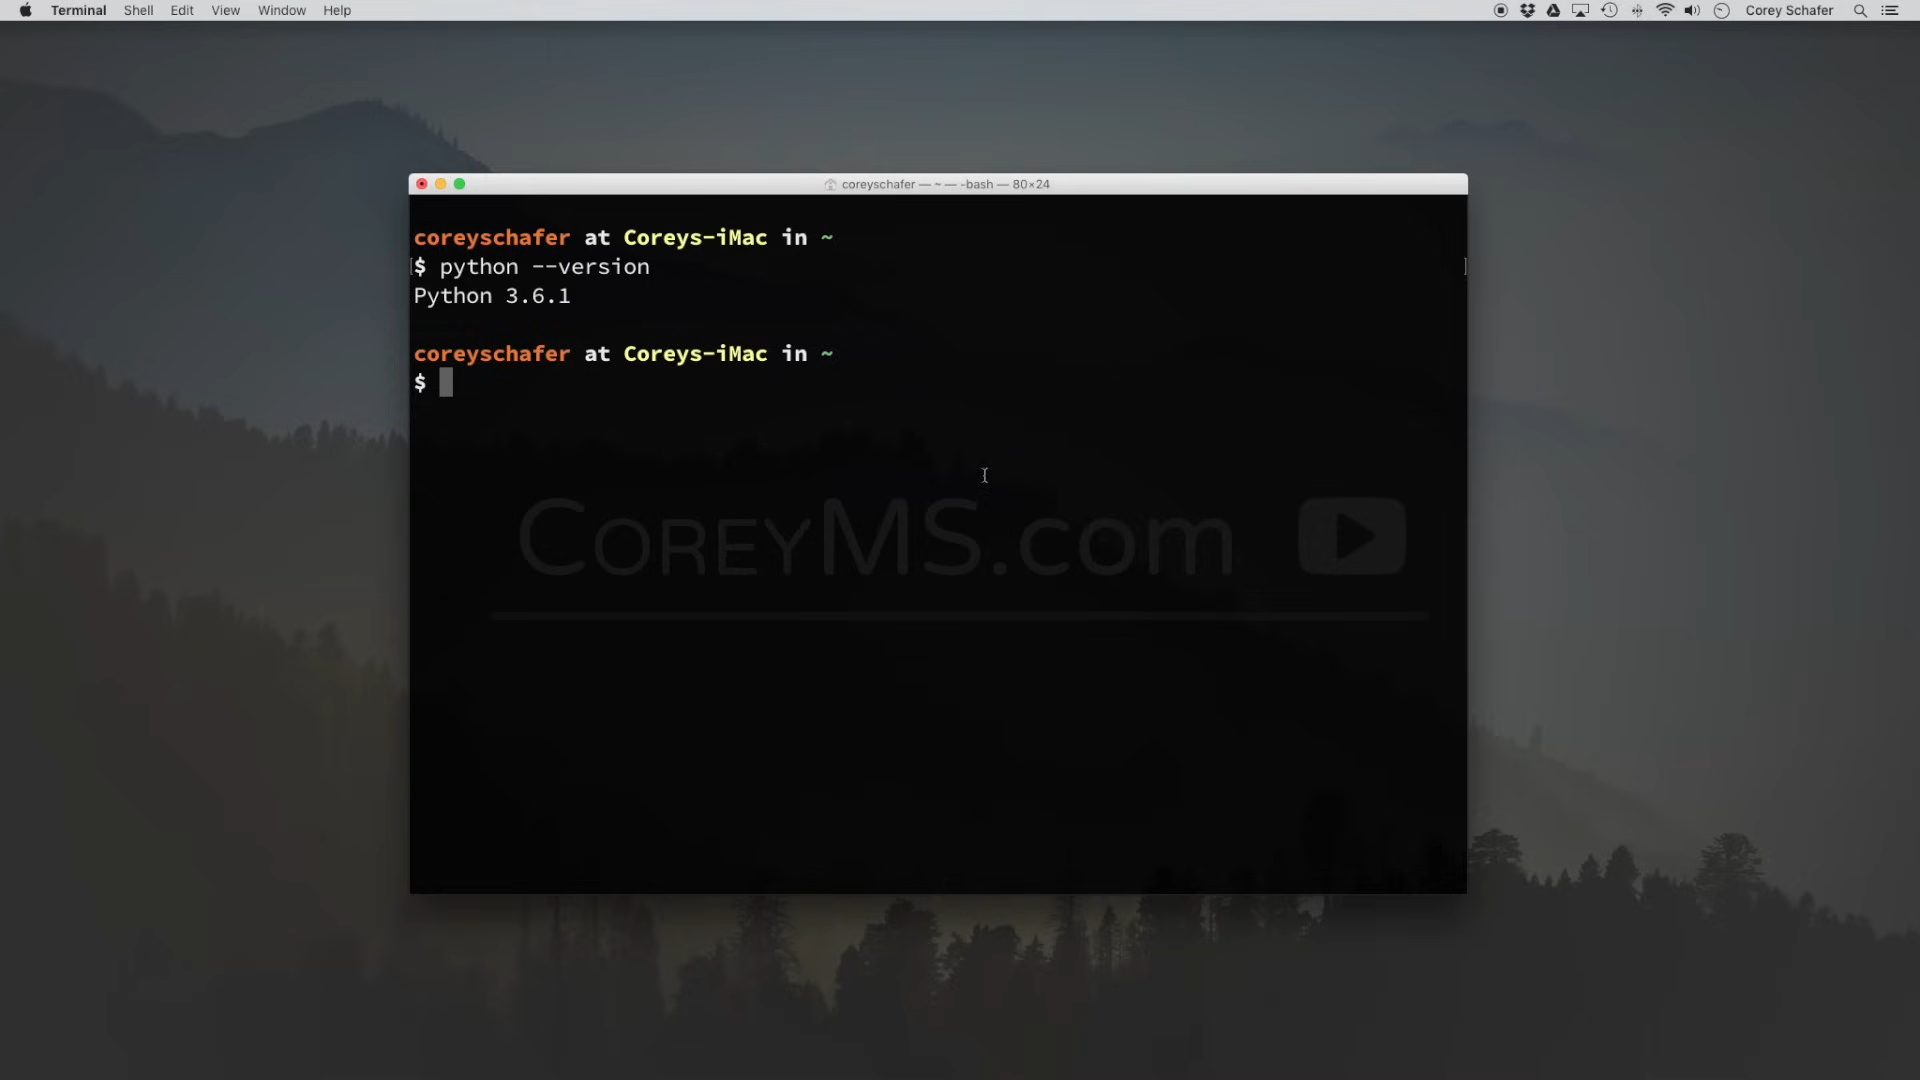 Terminal Shell Edit View Window Help Corey Schafer
coreyschafer — ~ — -bash — 80×24
coreyschafer at Coreys-iMac in ~
$ python --version
Python 3.6.1
coreyschafer at Coreys-iMac in ~
$
CoreyMS.com